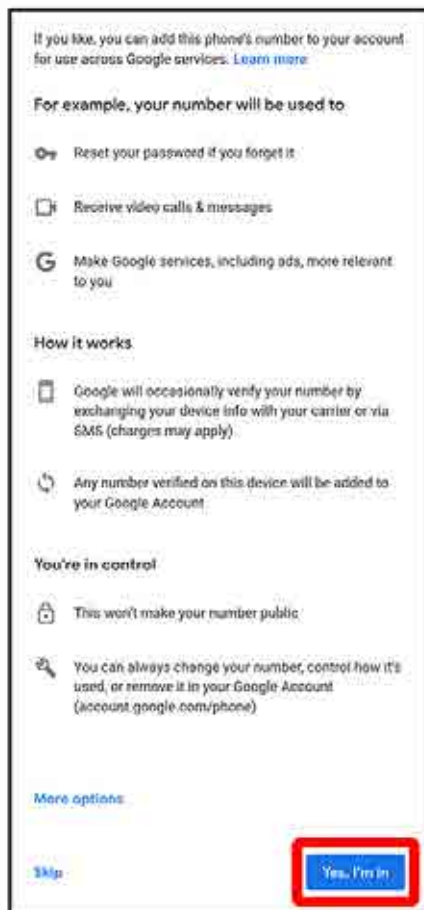 If you like, you can add this phone's number to your account
for use across Google services. Learn more
For example, your number will be used to
Reset your password if you forget it
Receive video calls & messages
Make Google services, including ads, more relevant
to you
How it works
Google will occasionally verify your number by
exchanging your device info with your carrier or via
SMS (charges may apply)
Any number verified on this device will be added to
your Google Account
You're in control
This won't make your number public
You can always change your number, control how it's
used, or remove it in your Google Account
(account.google.com/phone)
More options
Skip
Yes, I'm in